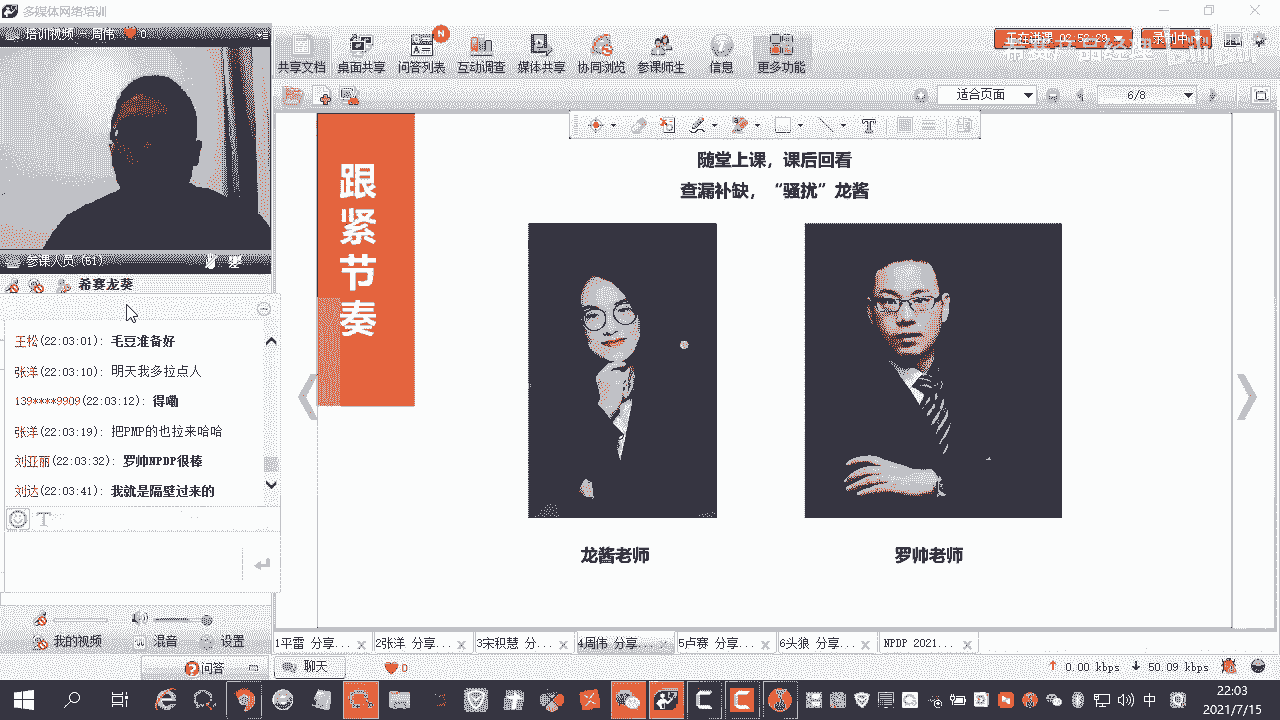 多媒体网络培训
培训视频 - 周伟 0
共享文档 桌面共享 问答列表 互动调查 媒体共享 协同浏览 参课师生 信息 更多功能
N
正在讲课
录制中
希赛产品经理
适合页面
6/8
跟紧节奏
随堂上课，课后回看
查漏补缺，“骚扰”龙酱
龙酱老师
罗帅老师
希赛龙葵
王松(22:03:01): 毛豆准备好
张洋(22:03:10): 明天我多拉点人
139****9909(22:03:12): 得嘞
张洋(22:03:19): 把PMP的也拉来哈哈
刘亚丽(22:03:32): 罗帅NPDP很棒
刘达(22:03:41): 我就是隔壁过来的
我的视频 混音 设置
问答 聊天 0
1平雷 分享... 2张洋 分享... 3宋积慧 分享... 4周伟 分享... 5卢赛 分享... 6头狼 分享... NPDP 2021...
0.00 kbps 50.09 kbps
中
22:03
2021/7/15